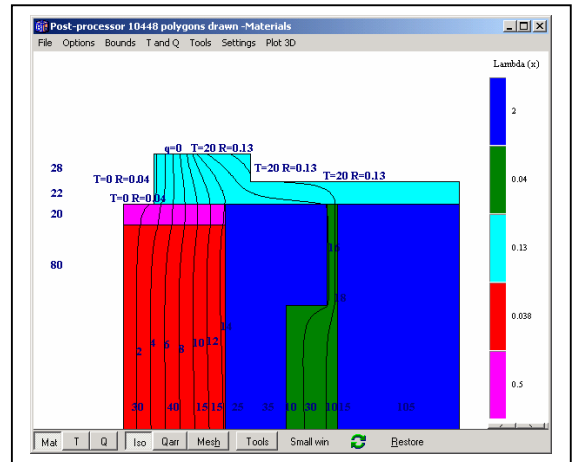 Post-processor 10448 polygons drawn -Materials
File Options Bounds T and Q Tools Settings Plot 3D
Lambda (x)
2
0.04
0.13
0.038
0.5
q=0 T=20 R=0.13
28 T=20 R=0.13
T=0 R=0.04 T=20 R=0.13
22
T=0 R=0.04
20
80
16
18
14
2 4 6 8 10 12
30 40 15 15 25 35 10 30 10 15 105
Mat T Q Iso Qarr Mesh Tools Small win Restore